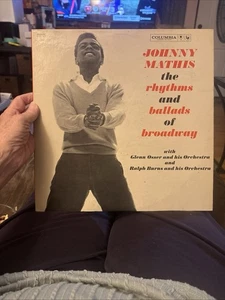 COLUMBIA
JOHNNY
MATHIS
the
rhythms
and
ballads
of
broadway
with
Glenn Osser and his Orchestra
and
Ralph Burns and his Orchestra